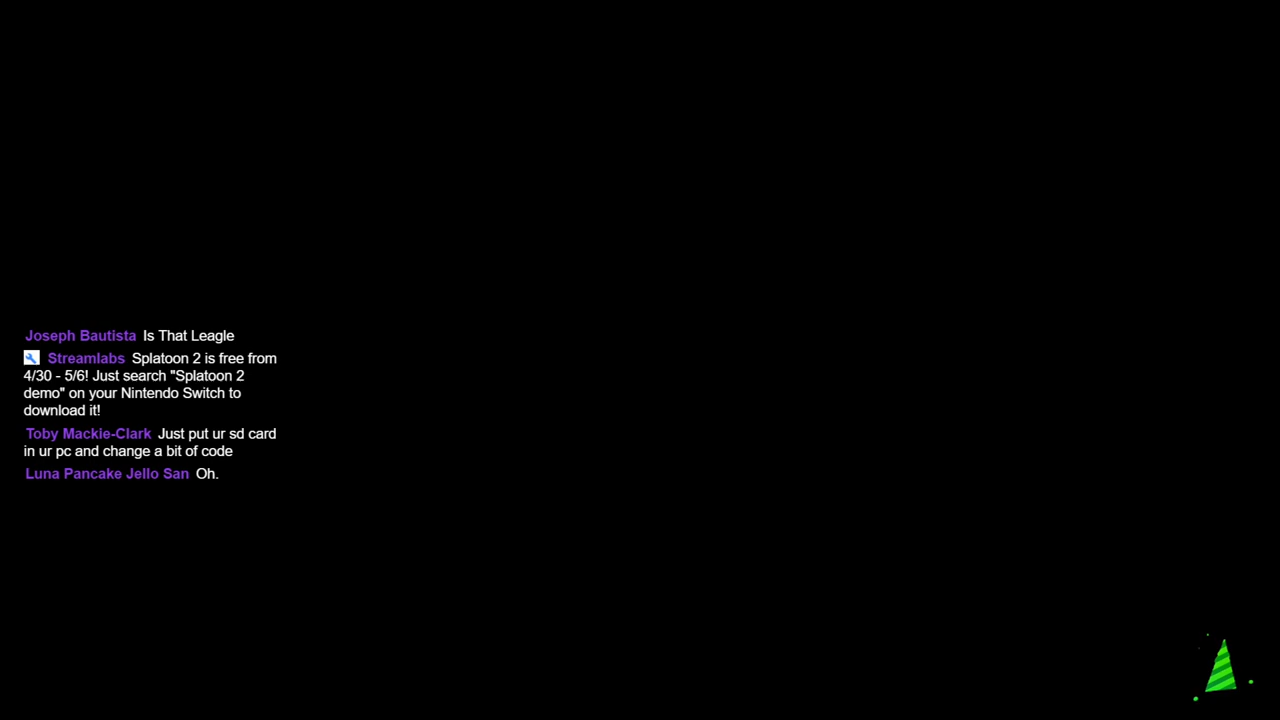 Joseph Bautista Is That Leagle
Streamlabs Splatoon 2 is free from
4/30 - 5/6! Just search "Splatoon 2
demo" on your Nintendo Switch to
download it!
Toby Mackie-Clark Just put ur sd card
in ur pc and change a bit of code
Luna Pancake Jello San Oh.